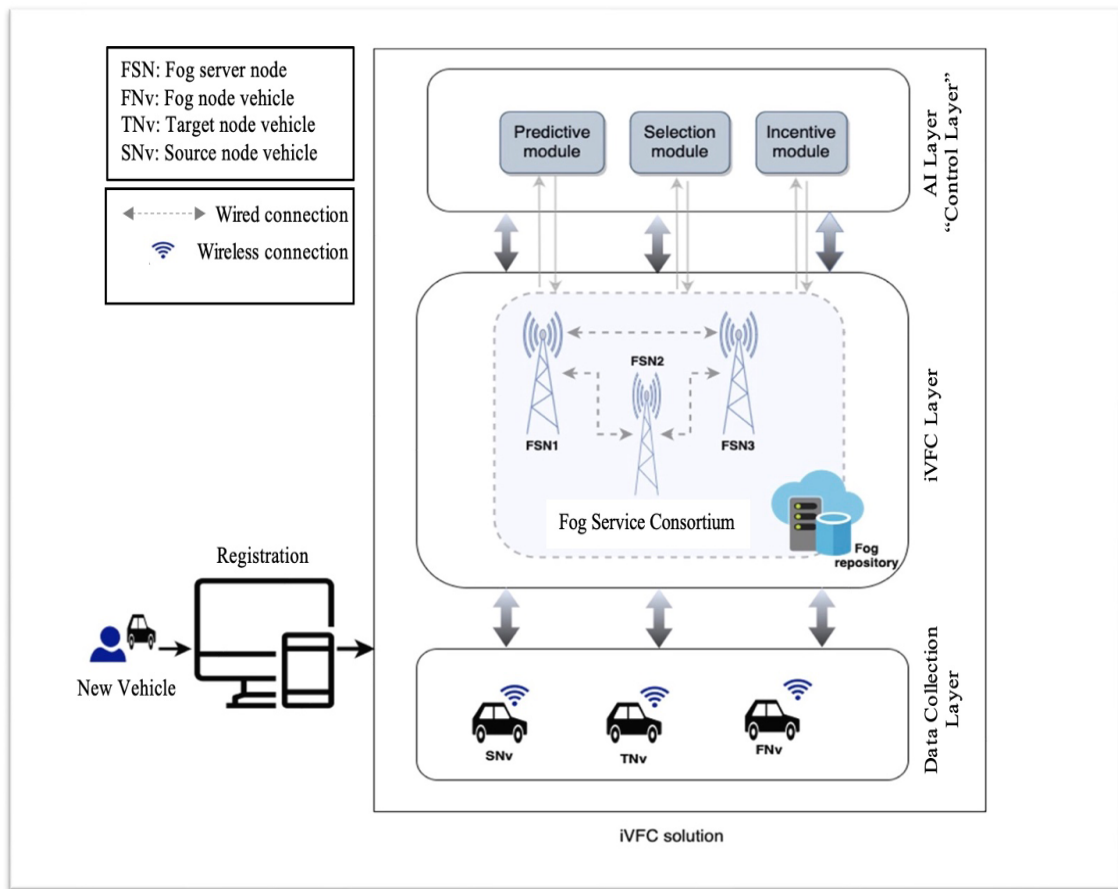 FSN: Fog server node
FNv: Fog node vehicle
TNv: Target node vehicle
SNv: Source node vehicle
Wired connection
Wireless connection
Predictive
module
Selection
module
Incentive
module
AI Layer
“Control Layer”
FSN1
FSN2
FSN3
Fog Service Consortium
Fog
repository
iVFC Layer
Registration
New Vehicle
SNv
TNv
FNv
Data Collection
Layer
iVFC solution